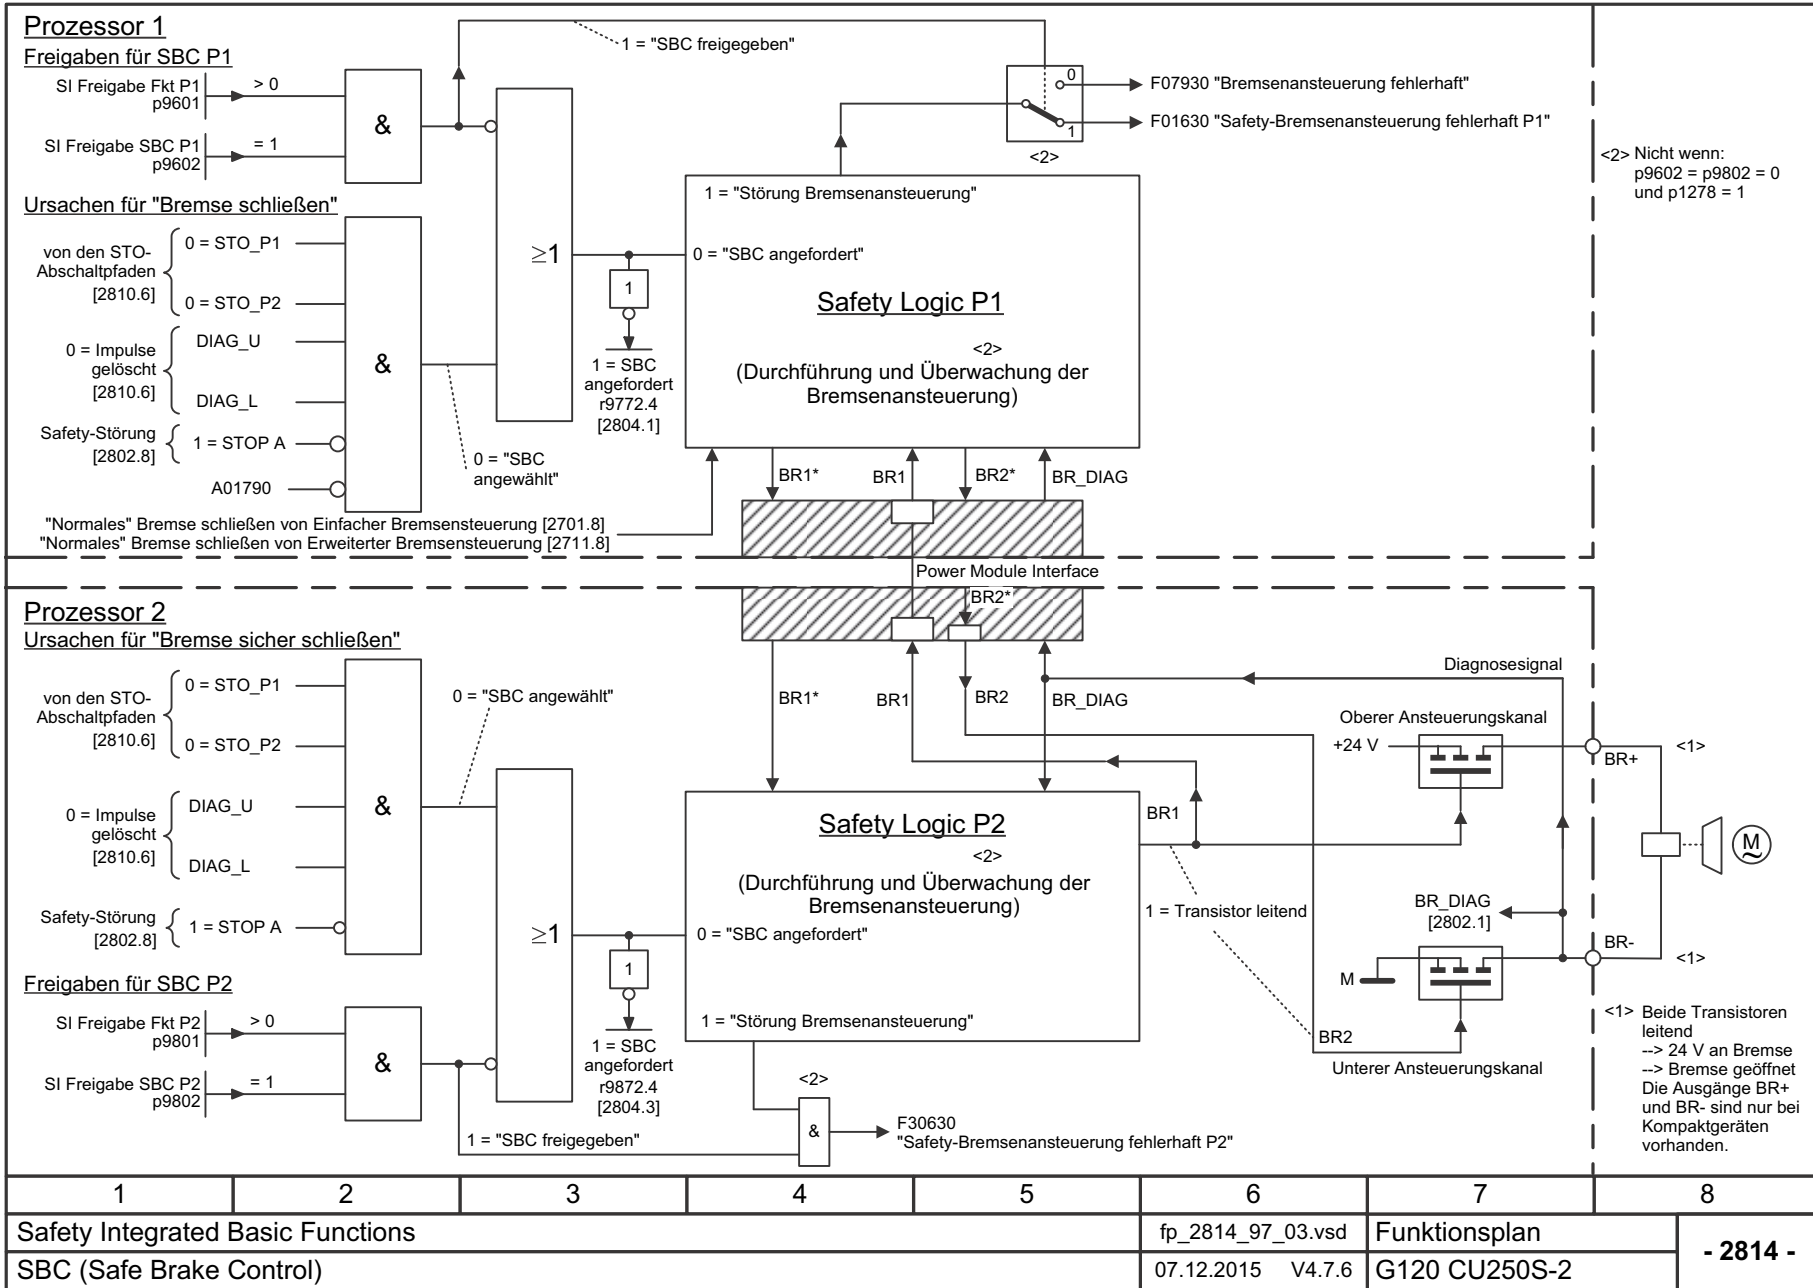 Prozessor 1
Freigaben für SBC P1
SI Freigabe Fkt P1
p9601
> 0
SI Freigabe SBC P1
p9602
= 1
&
1 = "SBC freigegeben"
0
1
<2>
F07930 "Bremsenansteuerung fehlerhaft"
F01630 "Safety-Bremsenansteuerung fehlerhaft P1"
<2> Nicht wenn:
p9602 = p9802 = 0
und p1278 = 1
Ursachen für "Bremse schließen"
von den STO-
Abschaltpfaden
[2810.6]
0 = STO_P1
0 = STO_P2
0 = Impulse
gelöscht
[2810.6]
DIAG_U
DIAG_L
Safety-Störung
[2802.8]
1 = STOP A
A01790
&
0 = "SBC
angewählt"
≥1
1
1 = SBC
angefordert
r9772.4
[2804.1]
1 = "Störung Bremsenansteuerung"
0 = "SBC angefordert"
Safety Logic P1
<2>
(Durchführung und Überwachung der
Bremsenansteuerung)
"Normales" Bremse schließen von Einfacher Bremsensteuerung [2701.8]
"Normales" Bremse schließen von Erweiterter Bremsensteuerung [2711.8]
BR1*
BR1
BR2*
BR_DIAG
Power Module Interface
BR2*
Prozessor 2
Ursachen für "Bremse sicher schließen"
von den STO-
Abschaltpfaden
[2810.6]
0 = STO_P1
0 = STO_P2
0 = Impulse
gelöscht
[2810.6]
DIAG_U
DIAG_L
Safety-Störung
[2802.8]
1 = STOP A
&
0 = "SBC angewählt"
≥1
1
1 = SBC
angefordert
r9872.4
[2804.3]
BR1*
BR1
BR2
BR_DIAG
Safety Logic P2
<2>
(Durchführung und Überwachung der
Bremsenansteuerung)
0 = "SBC angefordert"
1 = "Störung Bremsenansteuerung"
Freigaben für SBC P2
SI Freigabe Fkt P2
p9801
> 0
SI Freigabe SBC P2
p9802
= 1
&
1 = "SBC freigegeben"
<2>
&
F30630
"Safety-Bremsenansteuerung fehlerhaft P2"
Diagnosesignal
Oberer Ansteuerungskanal
+24 V
BR+
<1>
BR1
M
~
1 = Transistor leitend
BR_DIAG
[2802.1]
BR-
<1>
M
BR2
Unterer Ansteuerungskanal
<1> Beide Transistoren
leitend
--> 24 V an Bremse
--> Bremse geöffnet
Die Ausgänge BR+
und BR- sind nur bei
Kompaktgeräten
vorhanden.
1 2 3 4 5 6 7 8
Safety Integrated Basic Functions
fp_2814_97_03.vsd
Funktionsplan
- 2814 -
SBC (Safe Brake Control)
07.12.2015 V4.7.6
G120 CU250S-2